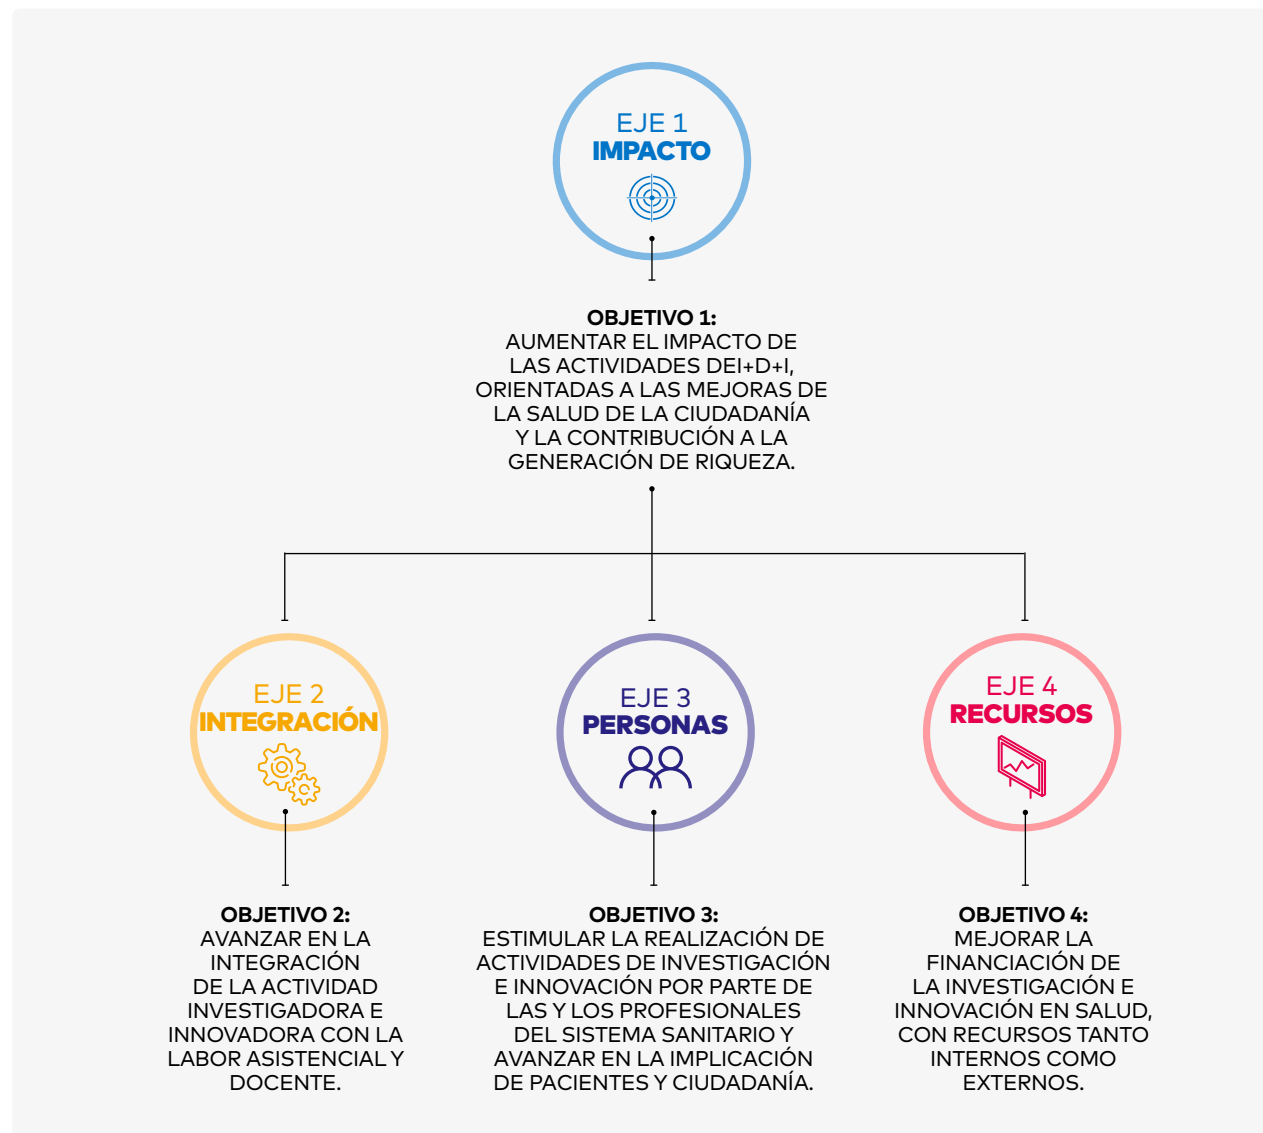 EJE 1
IMPACTO
OBJETIVO 1:
AUMENTAR EL IMPACTO DE
LAS ACTIVIDADES DEI+D+I,
ORIENTADAS A LAS MEJORAS DE
LA SALUD DE LA CIUDADANÍA
Y LA CONTRIBUCIÓN A LA
GENERACIÓN DE RIQUEZA.
EJE 2
INTEGRACIÓN
OBJETIVO 2:
AVANZAR EN LA
INTEGRACIÓN
DE LA ACTIVIDAD
INVESTIGADORA E
INNOVADORA CON LA
LABOR ASISTENCIAL Y
DOCENTE.
EJE 3
PERSONAS
OBJETIVO 3:
ESTIMULAR LA REALIZACIÓN DE
ACTIVIDADES DE INVESTIGACIÓN
E INNOVACIÓN POR PARTE DE
LAS Y LOS PROFESIONALES
DEL SISTEMA SANITARIO Y
AVANZAR EN LA IMPLICACIÓN
DE PACIENTES Y CIUDADANÍA.
EJE 4
RECURSOS
OBJETIVO 4:
MEJORAR LA
FINANCIACIÓN DE
LA INVESTIGACIÓN E
INNOVACIÓN EN SALUD,
CON RECURSOS TANTO
INTERNOS COMO
EXTERNOS.